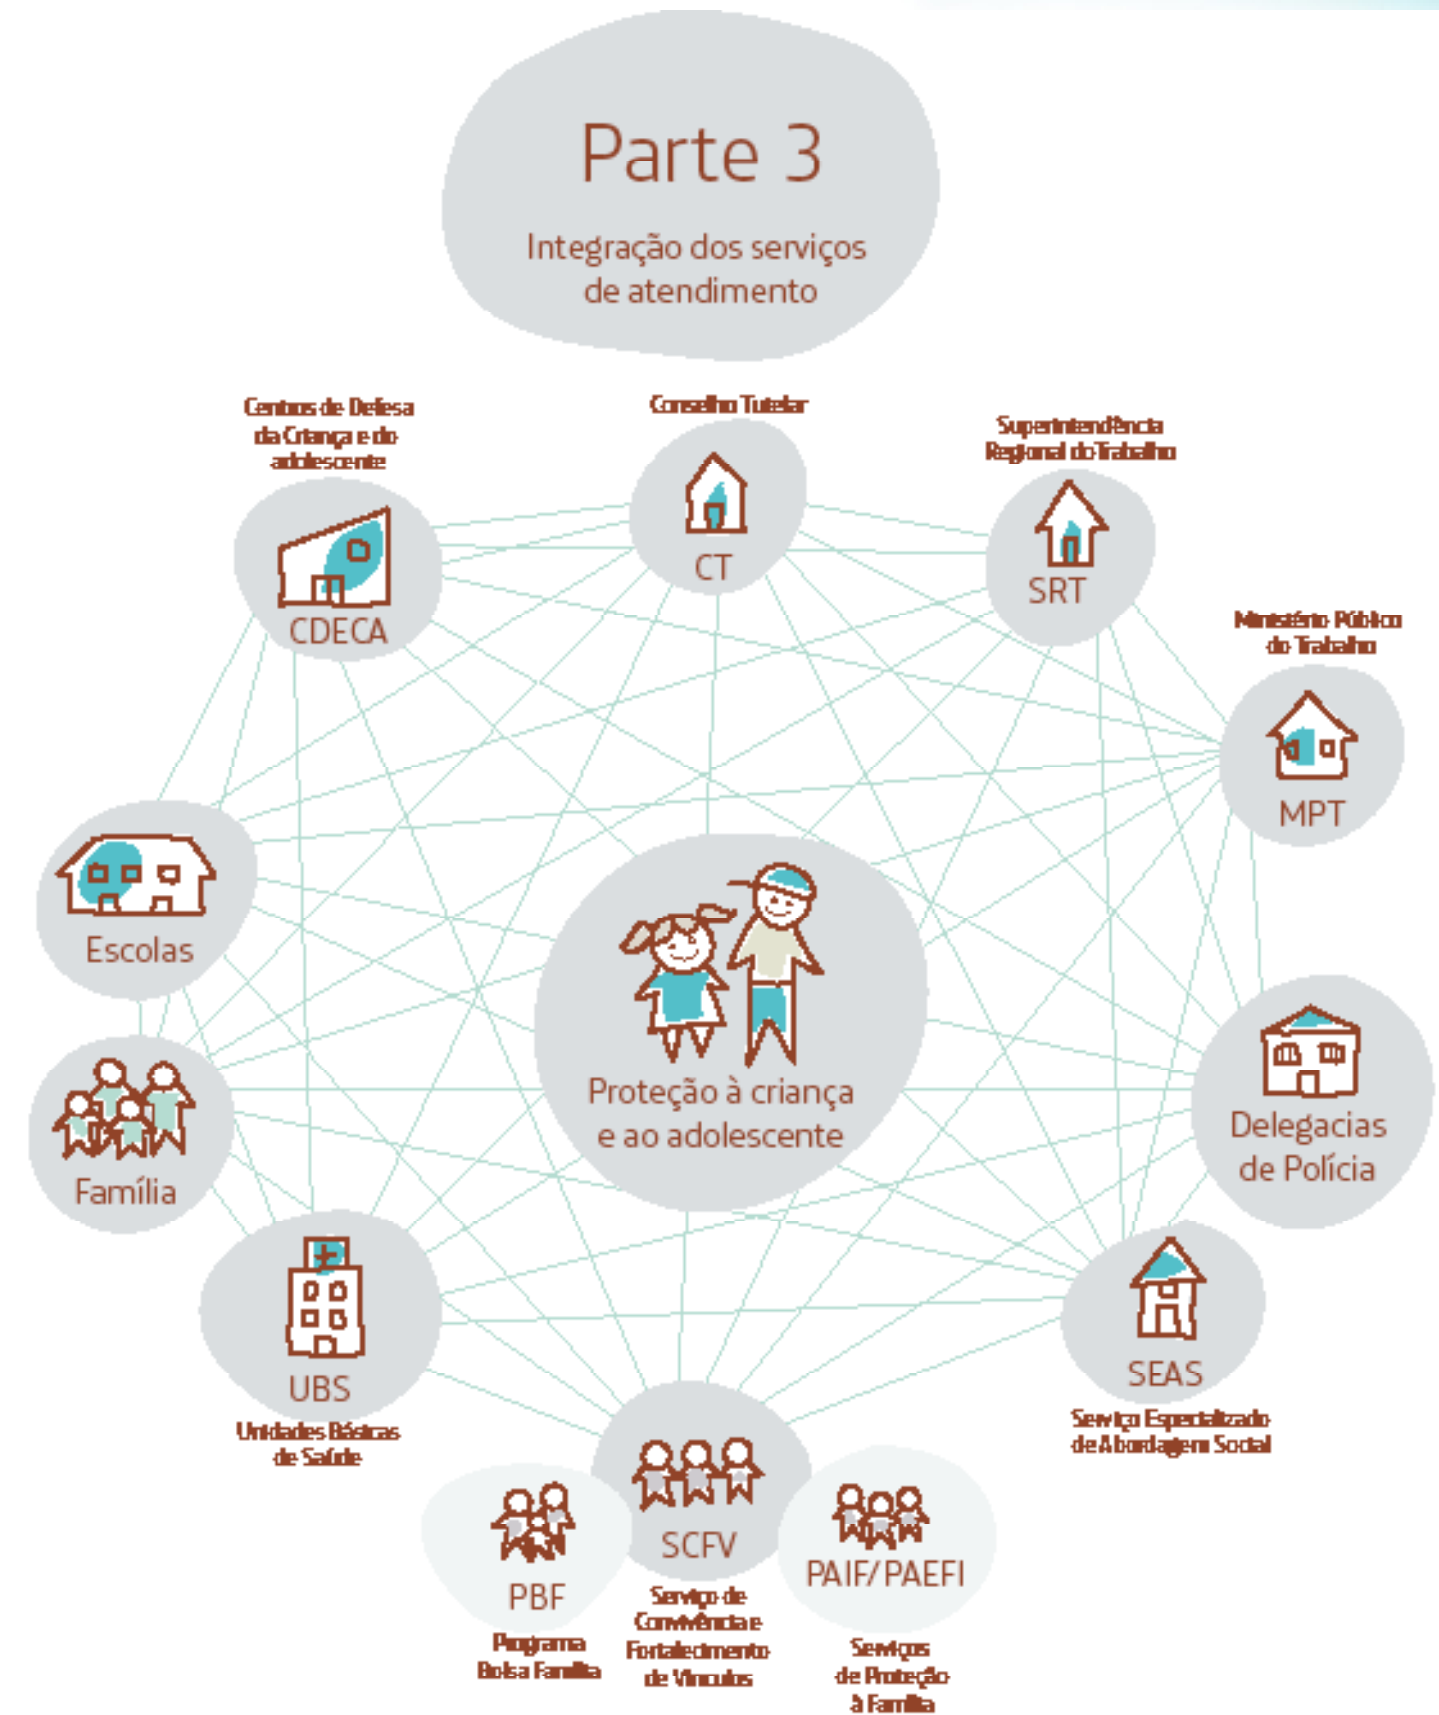 Parte 3
Integração dos serviços
de atendimento
Centros de Defesa
da Criança e do
adolescente
CDECA
Conselho Tutelar
CT
Superintendência
Regional do Trabalho
SRT
Ministério Público
do Trabalho
MPT
Escolas
Proteção à criança
e ao adolescente
Família
Delegacias
de Polícia
UBS
Unidades Básicas
de Saúde
SEAS
Serviço Especializado
de Abordagem Social
SCFV
Serviço de
Convivência e
Fortalecimento
de Vínculos
PBF
Programa
Bolsa Família
PAIF/PAEFI
Serviços
de Proteção
à Família